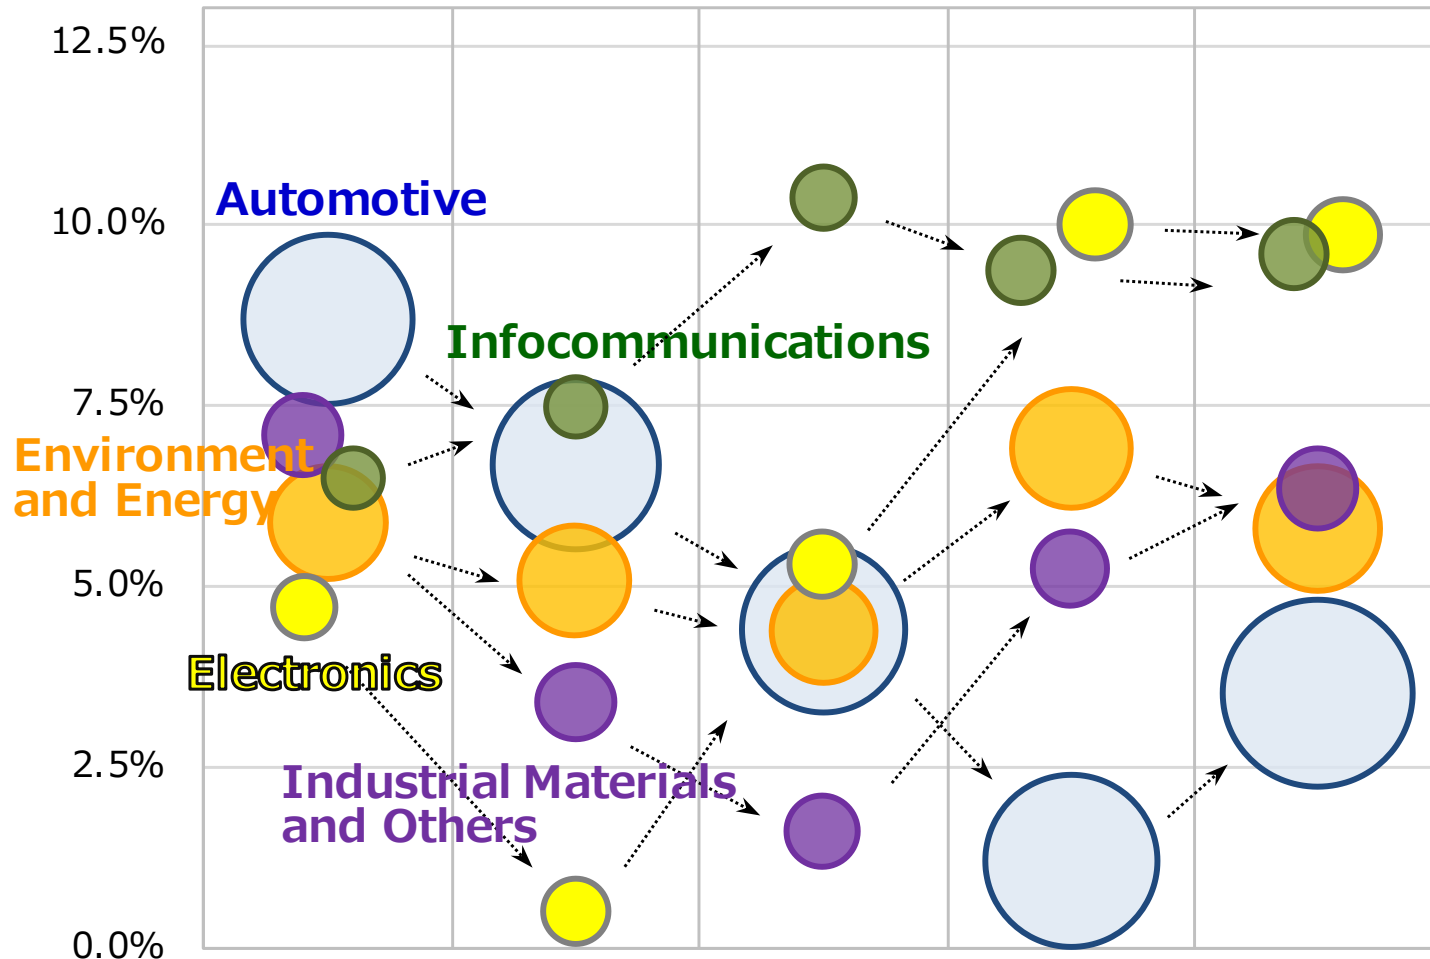 12.5%
Automotive
10.0%
Infocommunications
7.5%
Environment
and Energy
5.0%
Electronics
2.5%
Industrial Materials
and Others
0.0%